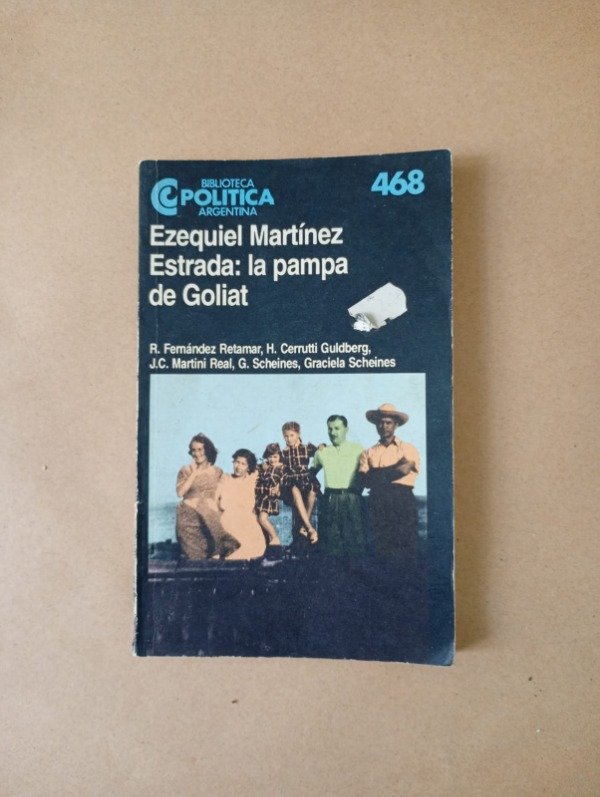 BIBLIOTECA
POLITICA
ARGENTINA
468
Ezequiel Martínez
Estrada: la pampa
de Goliat
R. Fernández Retamar, H. Cerrutti Guldberg,
J.C. Martini Real, G. Scheines, Graciela Scheines